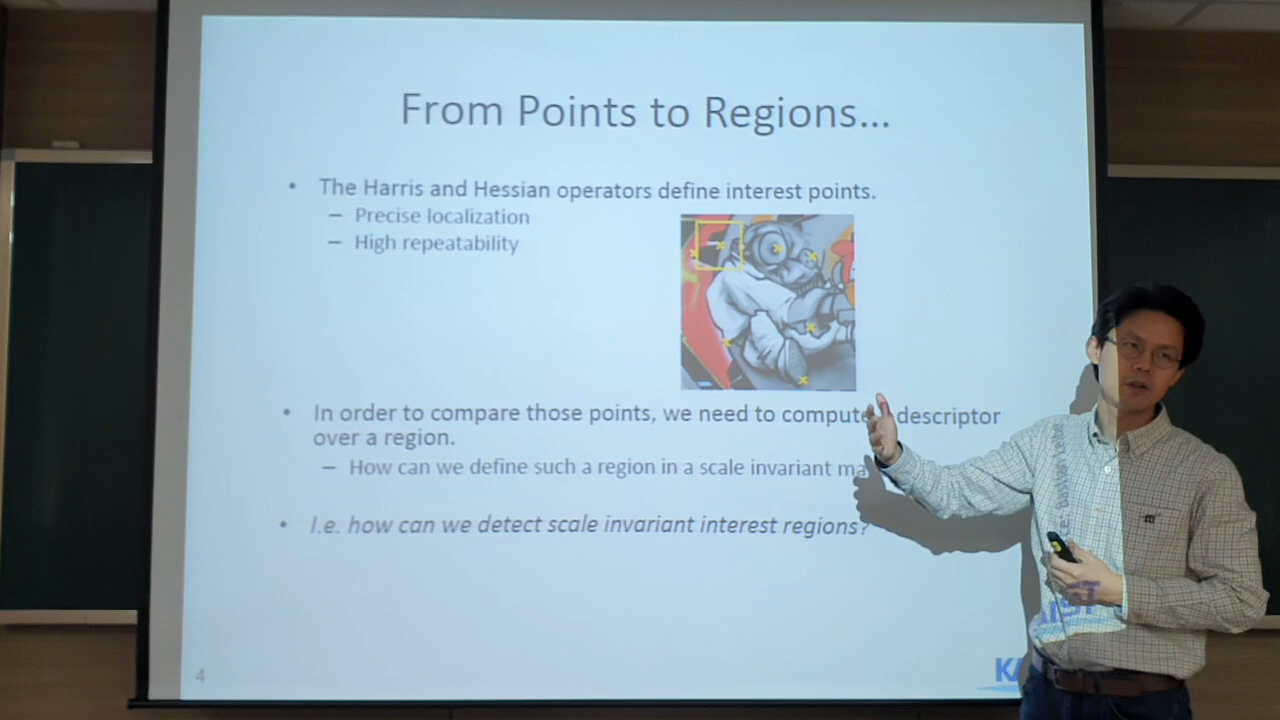 From Points to Regions...
• The Harris and Hessian operators define interest points.
– Precise localization
– High repeatability
• In order to compare those points, we need to compute descriptor
over a region.
– How can we define such a region in a scale invariant ma
• I.e. how can we detect scale invariant interest regions?
4